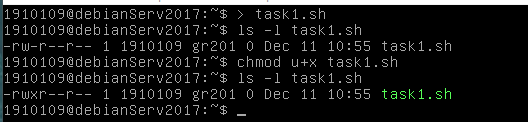 1910109@debianServ2017:~$ > task1.sh
1910109@debianServ2017:~$ ls -l task1.sh
-rw-r--r-- 1 1910109 gr201 0 Dec 11 10:55 task1.sh
1910109@debianServ2017:~$ chmod u+x task1.sh
1910109@debianServ2017:~$ ls -l task1.sh
-rwxr--r-- 1 1910109 gr201 0 Dec 11 10:55 task1.sh
1910109@debianServ2017:~$ _